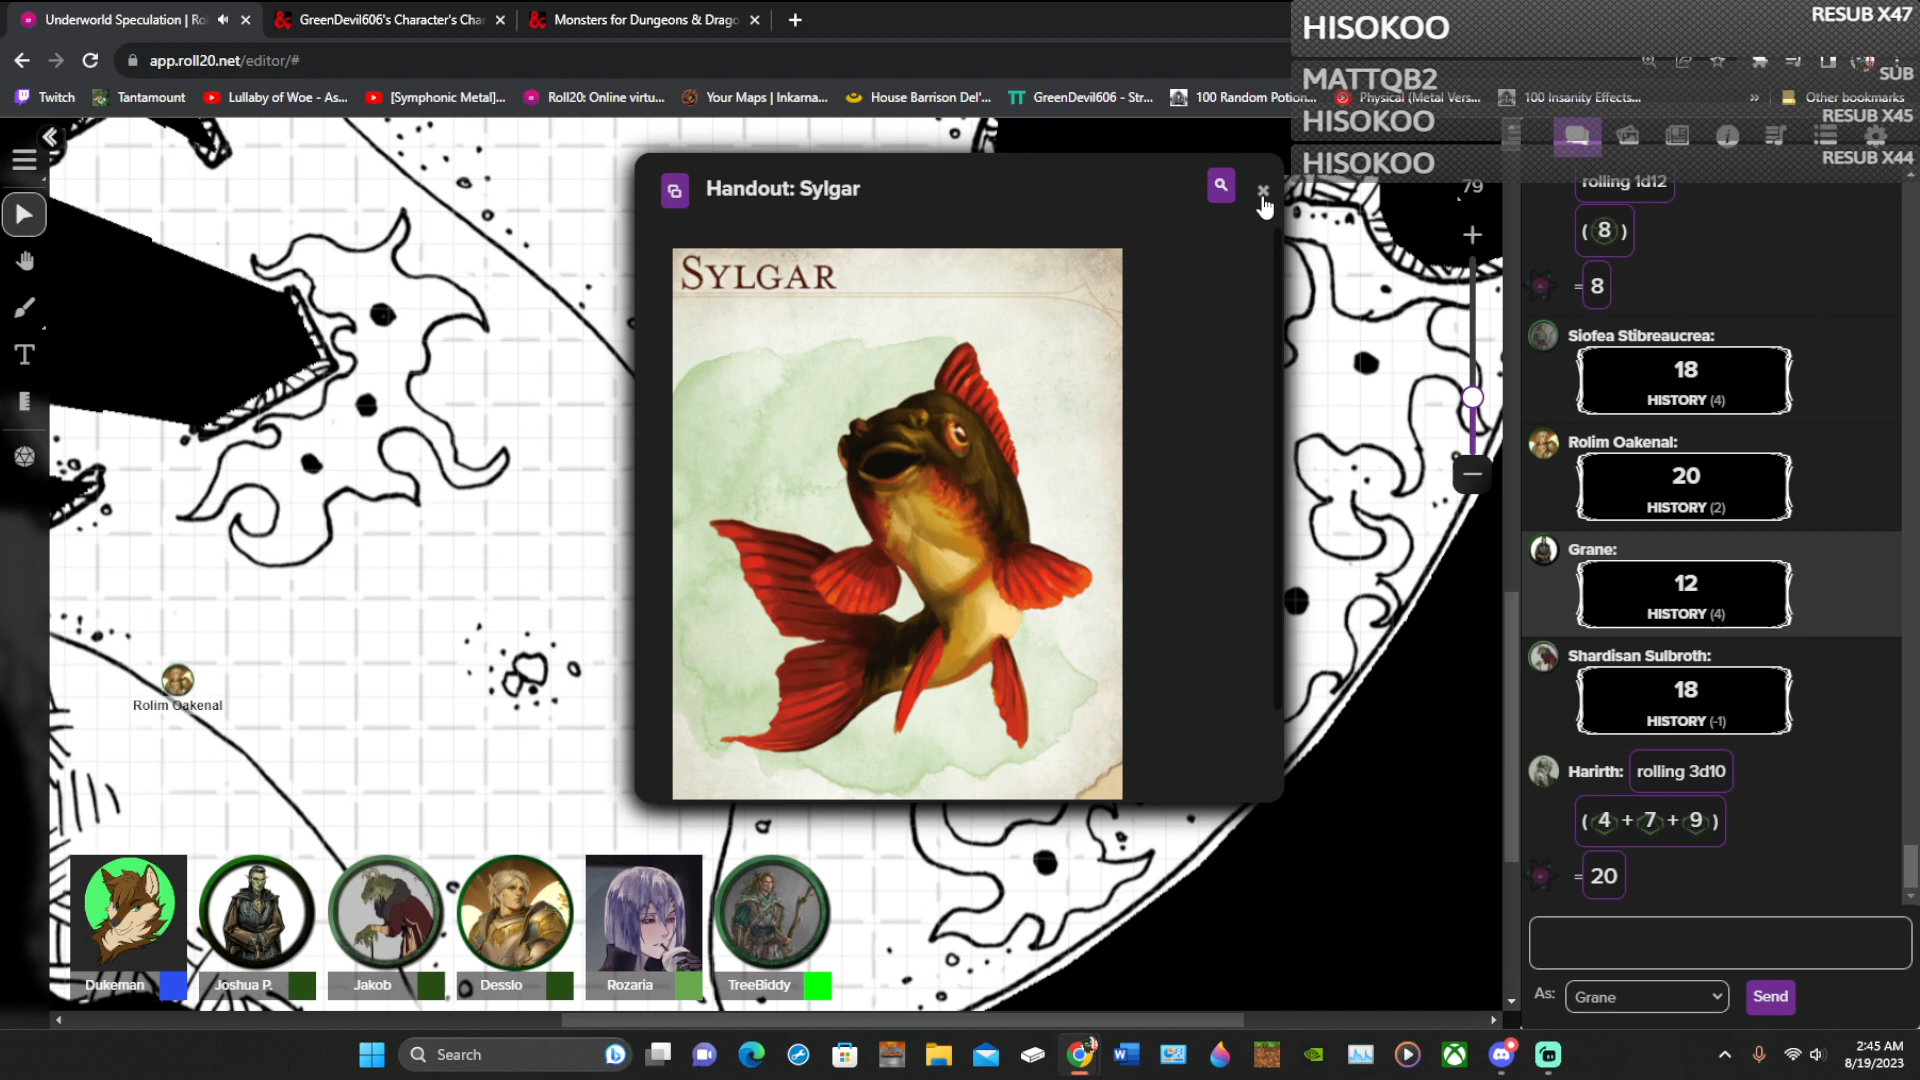 Underworld Speculation | Ro
GreenDevil606's Character's Char
Monsters for Dungeons & Drago
app.roll20.net/editor/#
Twitch
Tantamount
Lullaby of Woe - As...
[Symphonic Metal]...
Roll20: Online virtu...
Your Maps | Inkarna...
House Barrison Del'...
GreenDevil606 - Str...
100 Random Potion...
Physical (Metal Vers...
100 Insanity Effects...
Other bookmarks
HISOKOO
RESUB X47
MATTQB2
SUB
HISOKOO
RESUB X45
HISOKOO
RESUB X44
Handout: Sylgar
SYLGAR
79
rolling 1d12
( 8 )
= 8
Siofea Stibreaucrea:
18
HISTORY (4)
Rolim Oakenal:
20
HISTORY (2)
Grane:
12
HISTORY (4)
Shardisan Sulbroth:
18
HISTORY (-1)
Harirth: rolling 3d10
( 4 + 7 + 9 )
= 20
Rolim Oakenal
Dukeman
Joshua P.
Jakob
Desslo
Rozaria
TreeBiddy
As: Grane
Send
Search
2:45 AM
8/19/2023